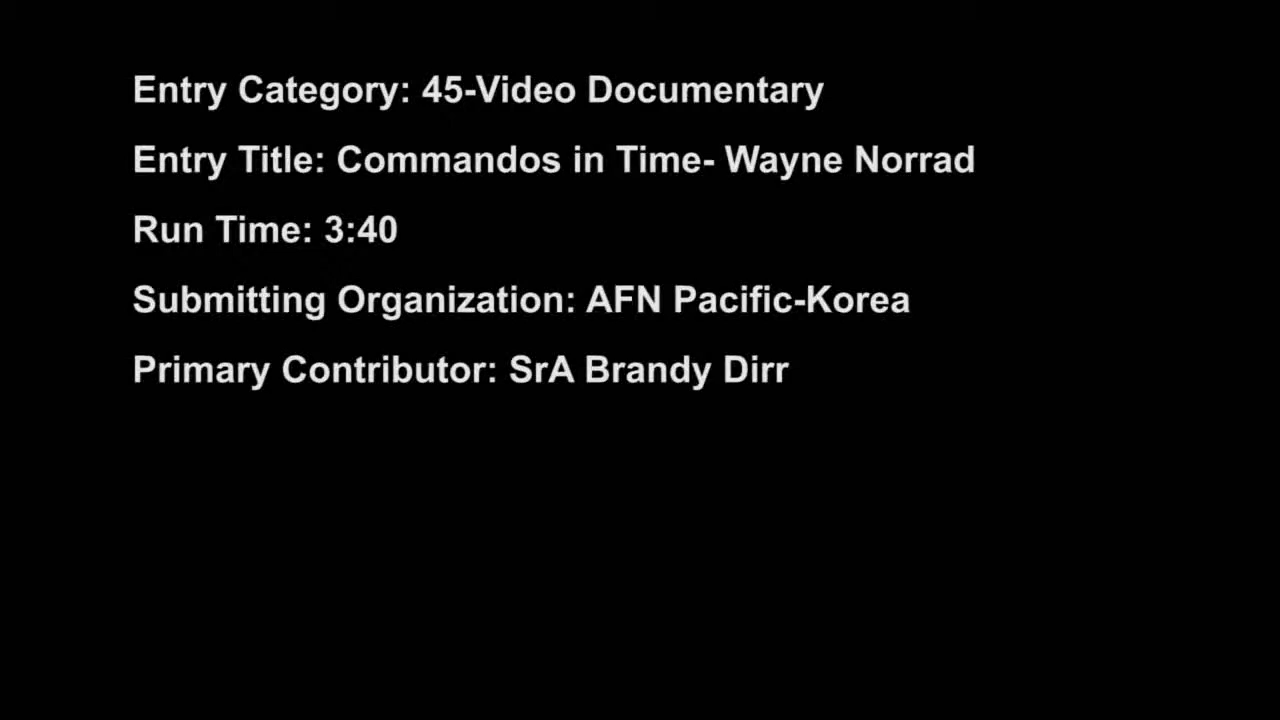 Entry Category: 45-Video Documentary
Entry Title: Commandos in Time- Wayne Norrad
Run Time: 3:40
Submitting Organization: AFN Pacific-Korea
Primary Contributor: SrA Brandy Dirr